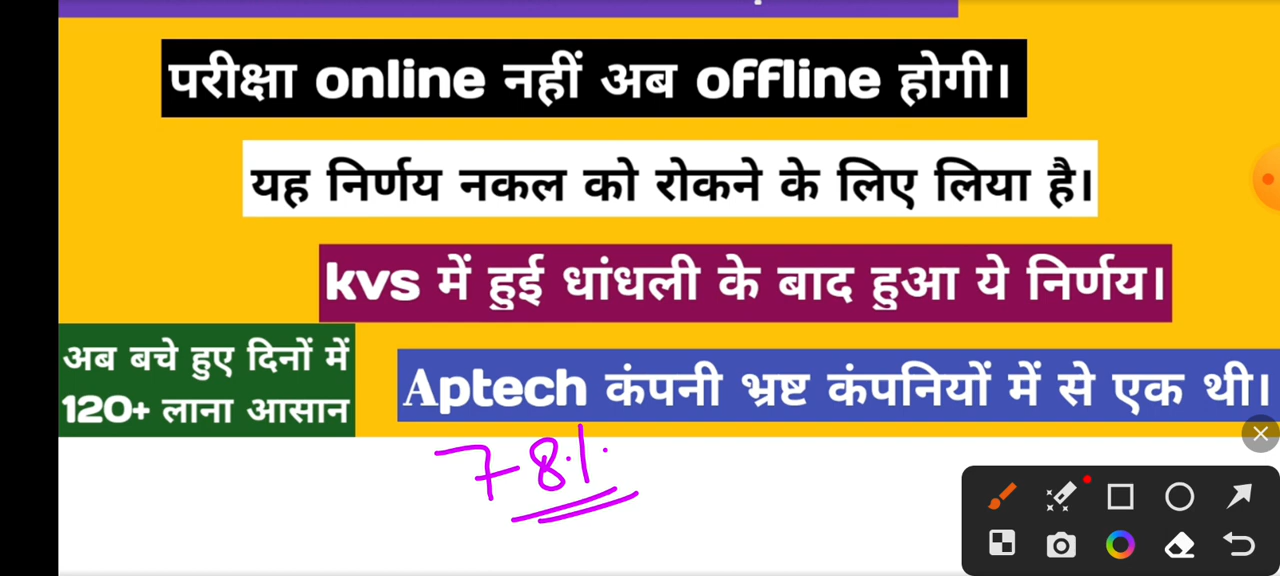 परीक्षा online नहीं अब offline होगी।
यह निर्णय नकल को रोकने के लिए लिया है।
kvs में हुई धांधली के बाद हुआ ये निर्णय।
अब बचे हुए दिनों में
120+ लाना आसान
Aptech कंपनी भ्रष्ट कंपनियों में से एक थी।
78%